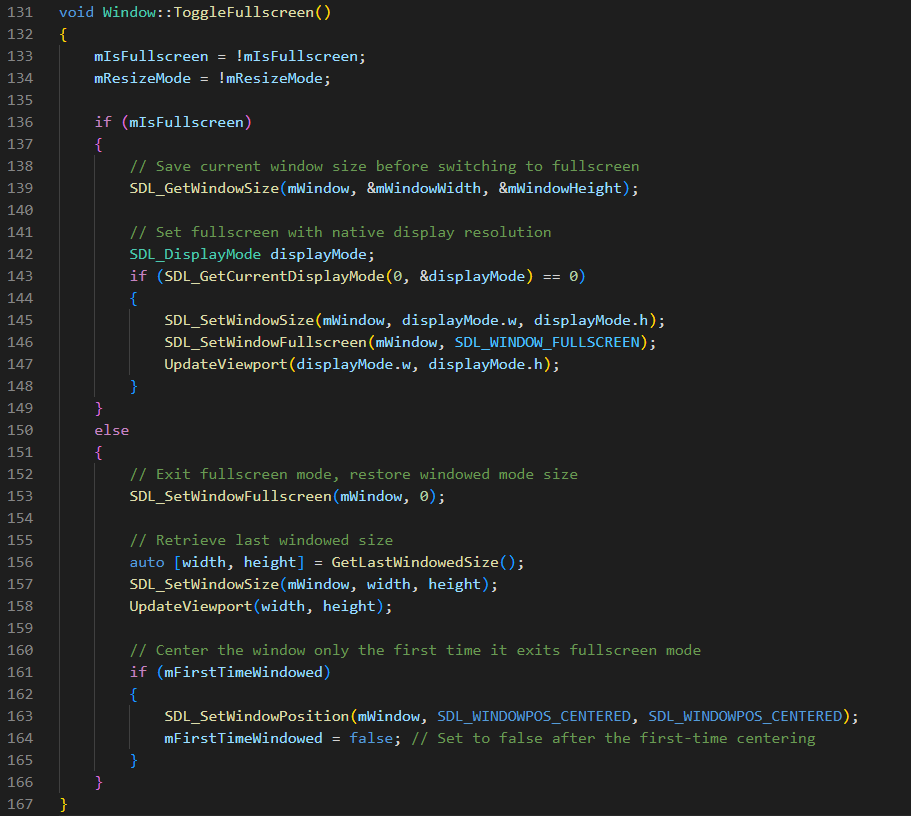 131 void Window::ToggleFullscreen()
132 {
133     mIsFullscreen = !mIsFullscreen;
134     mResizeMode = !mResizeMode;
135
136     if (mIsFullscreen)
137     {
138         // Save current window size before switching to fullscreen
139         SDL_GetWindowSize(mWindow, &mWindowWidth, &mWindowHeight);
140
141         // Set fullscreen with native display resolution
142         SDL_DisplayMode displayMode;
143         if (SDL_GetCurrentDisplayMode(0, &displayMode) == 0)
144         {
145             SDL_SetWindowSize(mWindow, displayMode.w, displayMode.h);
146             SDL_SetWindowFullscreen(mWindow, SDL_WINDOW_FULLSCREEN);
147             UpdateViewport(displayMode.w, displayMode.h);
148         }
149     }
150     else
151     {
152         // Exit fullscreen mode, restore windowed mode size
153         SDL_SetWindowFullscreen(mWindow, 0);
154
155         // Retrieve last windowed size
156         auto [width, height] = GetLastWindowedSize();
157         SDL_SetWindowSize(mWindow, width, height);
158         UpdateViewport(width, height);
159
160         // Center the window only the first time it exits fullscreen mode
161         if (mFirstTimeWindowed)
162         {
163             SDL_SetWindowPosition(mWindow, SDL_WINDOWPOS_CENTERED, SDL_WINDOWPOS_CENTERED);
164             mFirstTimeWindowed = false; // Set to false after the first-time centering
165         }
166     }
167 }